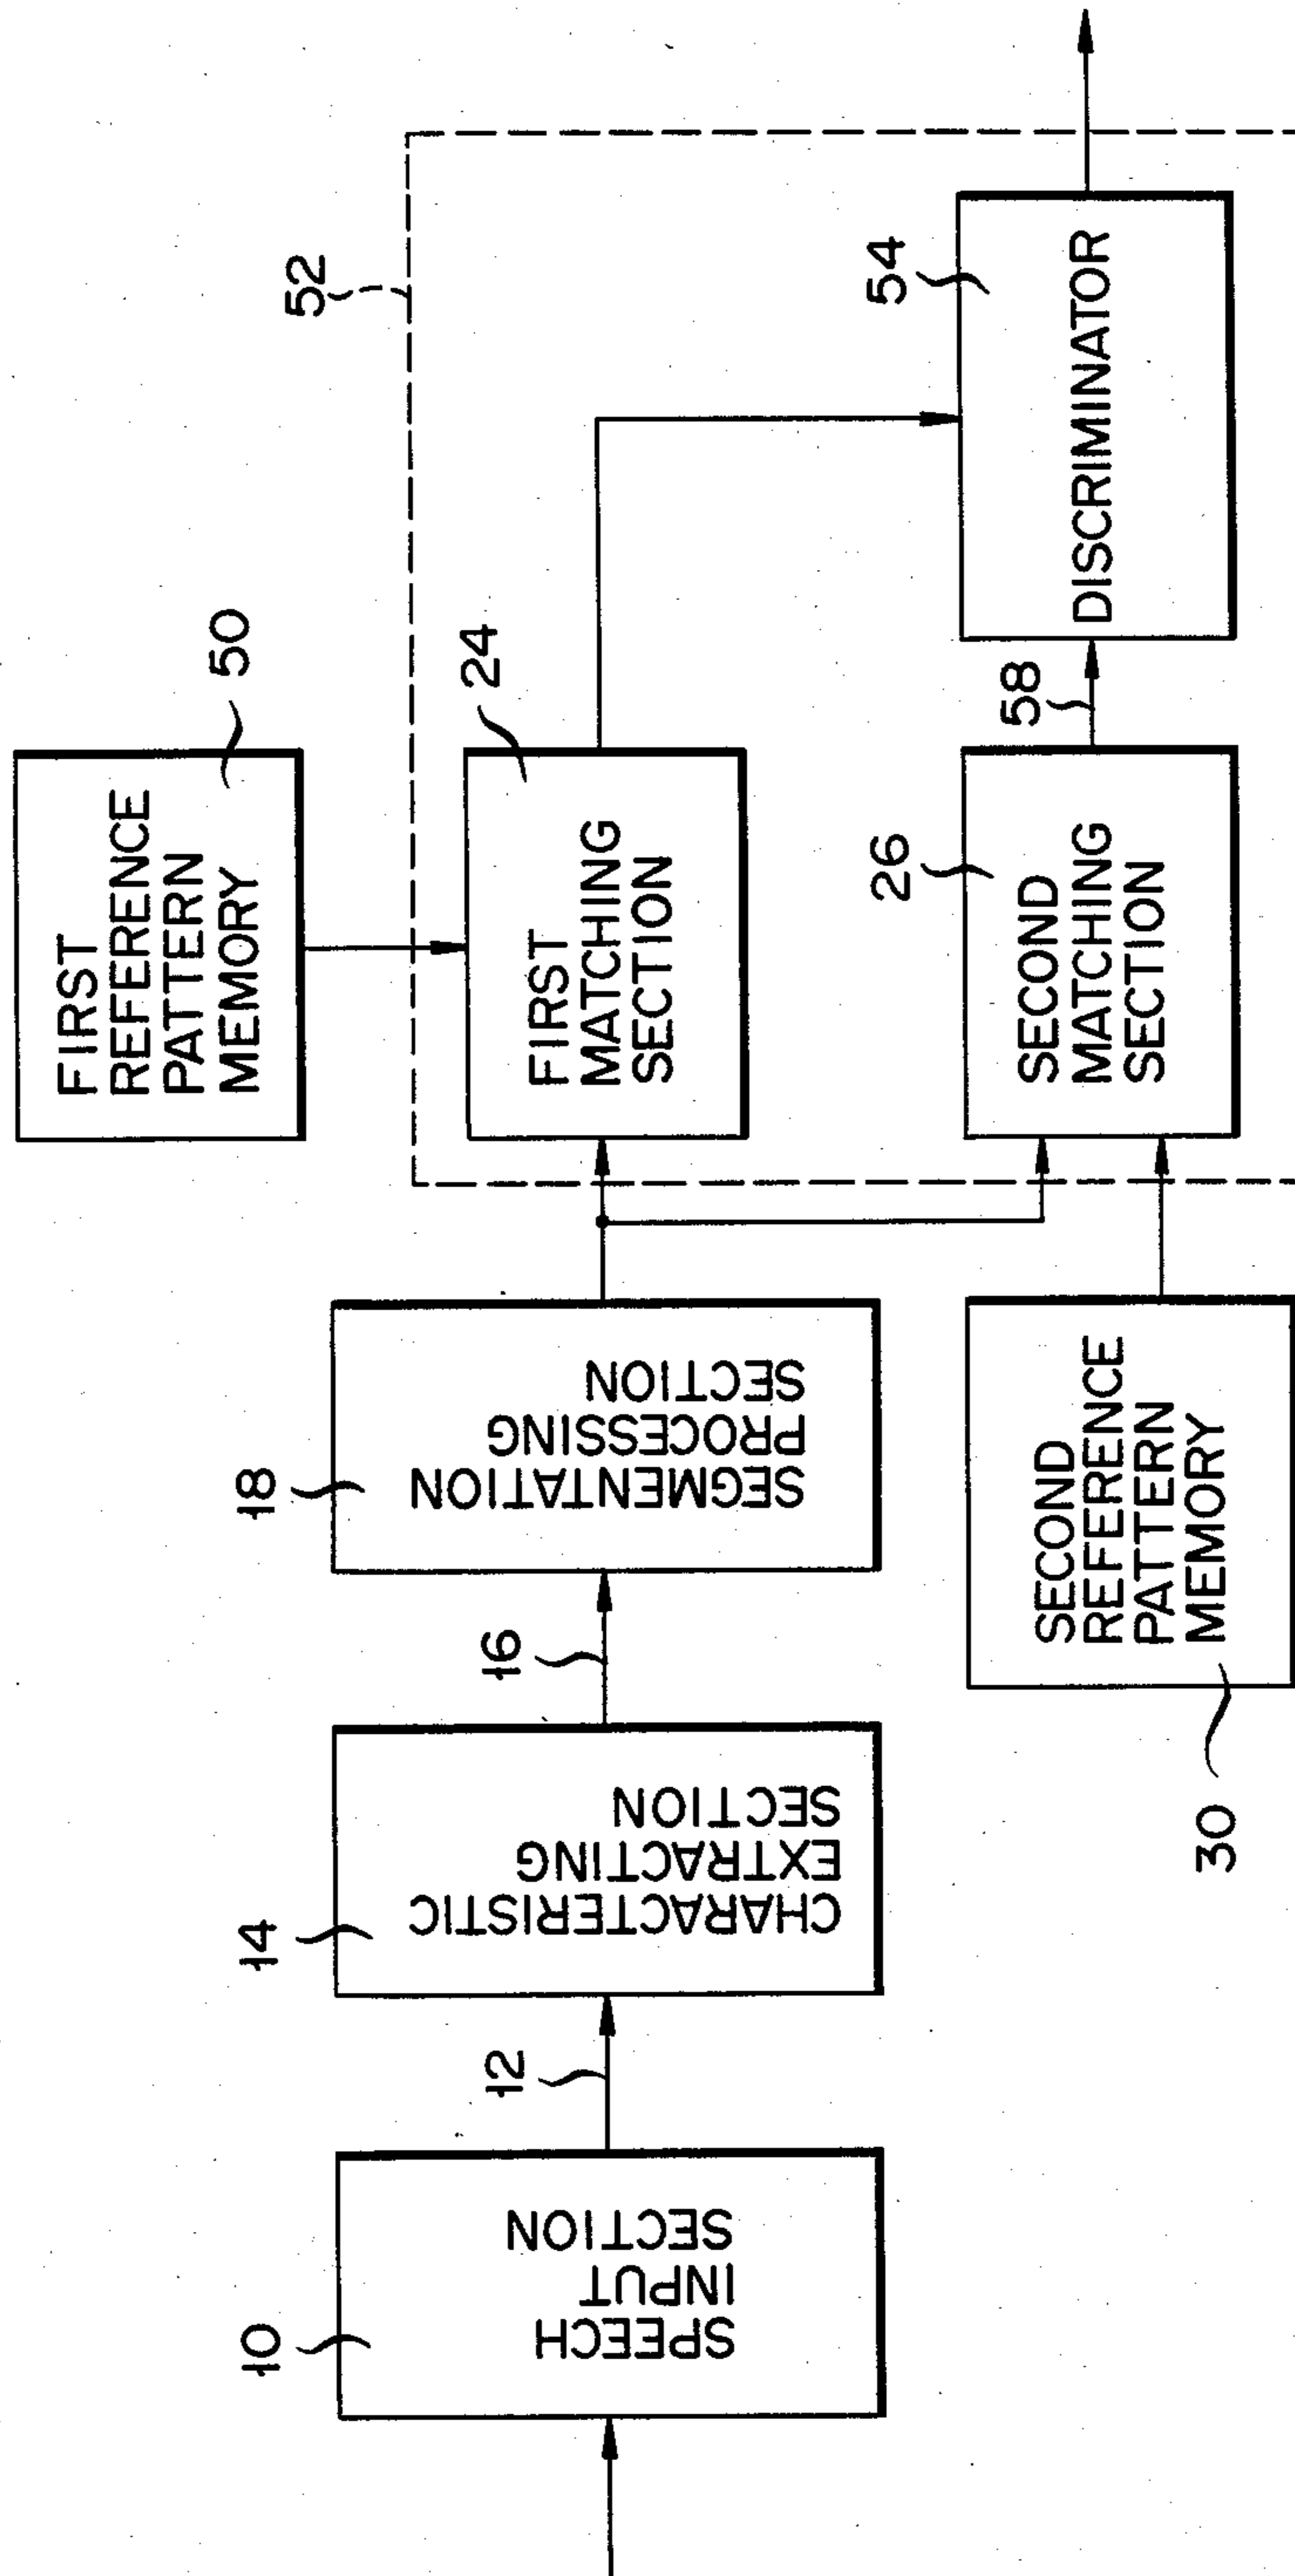 10
SPEECH
INPUT
SECTION
12
14
CHARACTERISTIC
EXTRACTING
SECTION
16
18
SEGMENTATION
PROCESSING
SECTION
FIRST
REFERENCE
PATTERN
MEMORY
50
52
24
FIRST
MATCHING
SECTION
26
SECOND
MATCHING
SECTION
58
54
DISCRIMINATOR
SECOND
REFERENCE
PATTERN
MEMORY
30